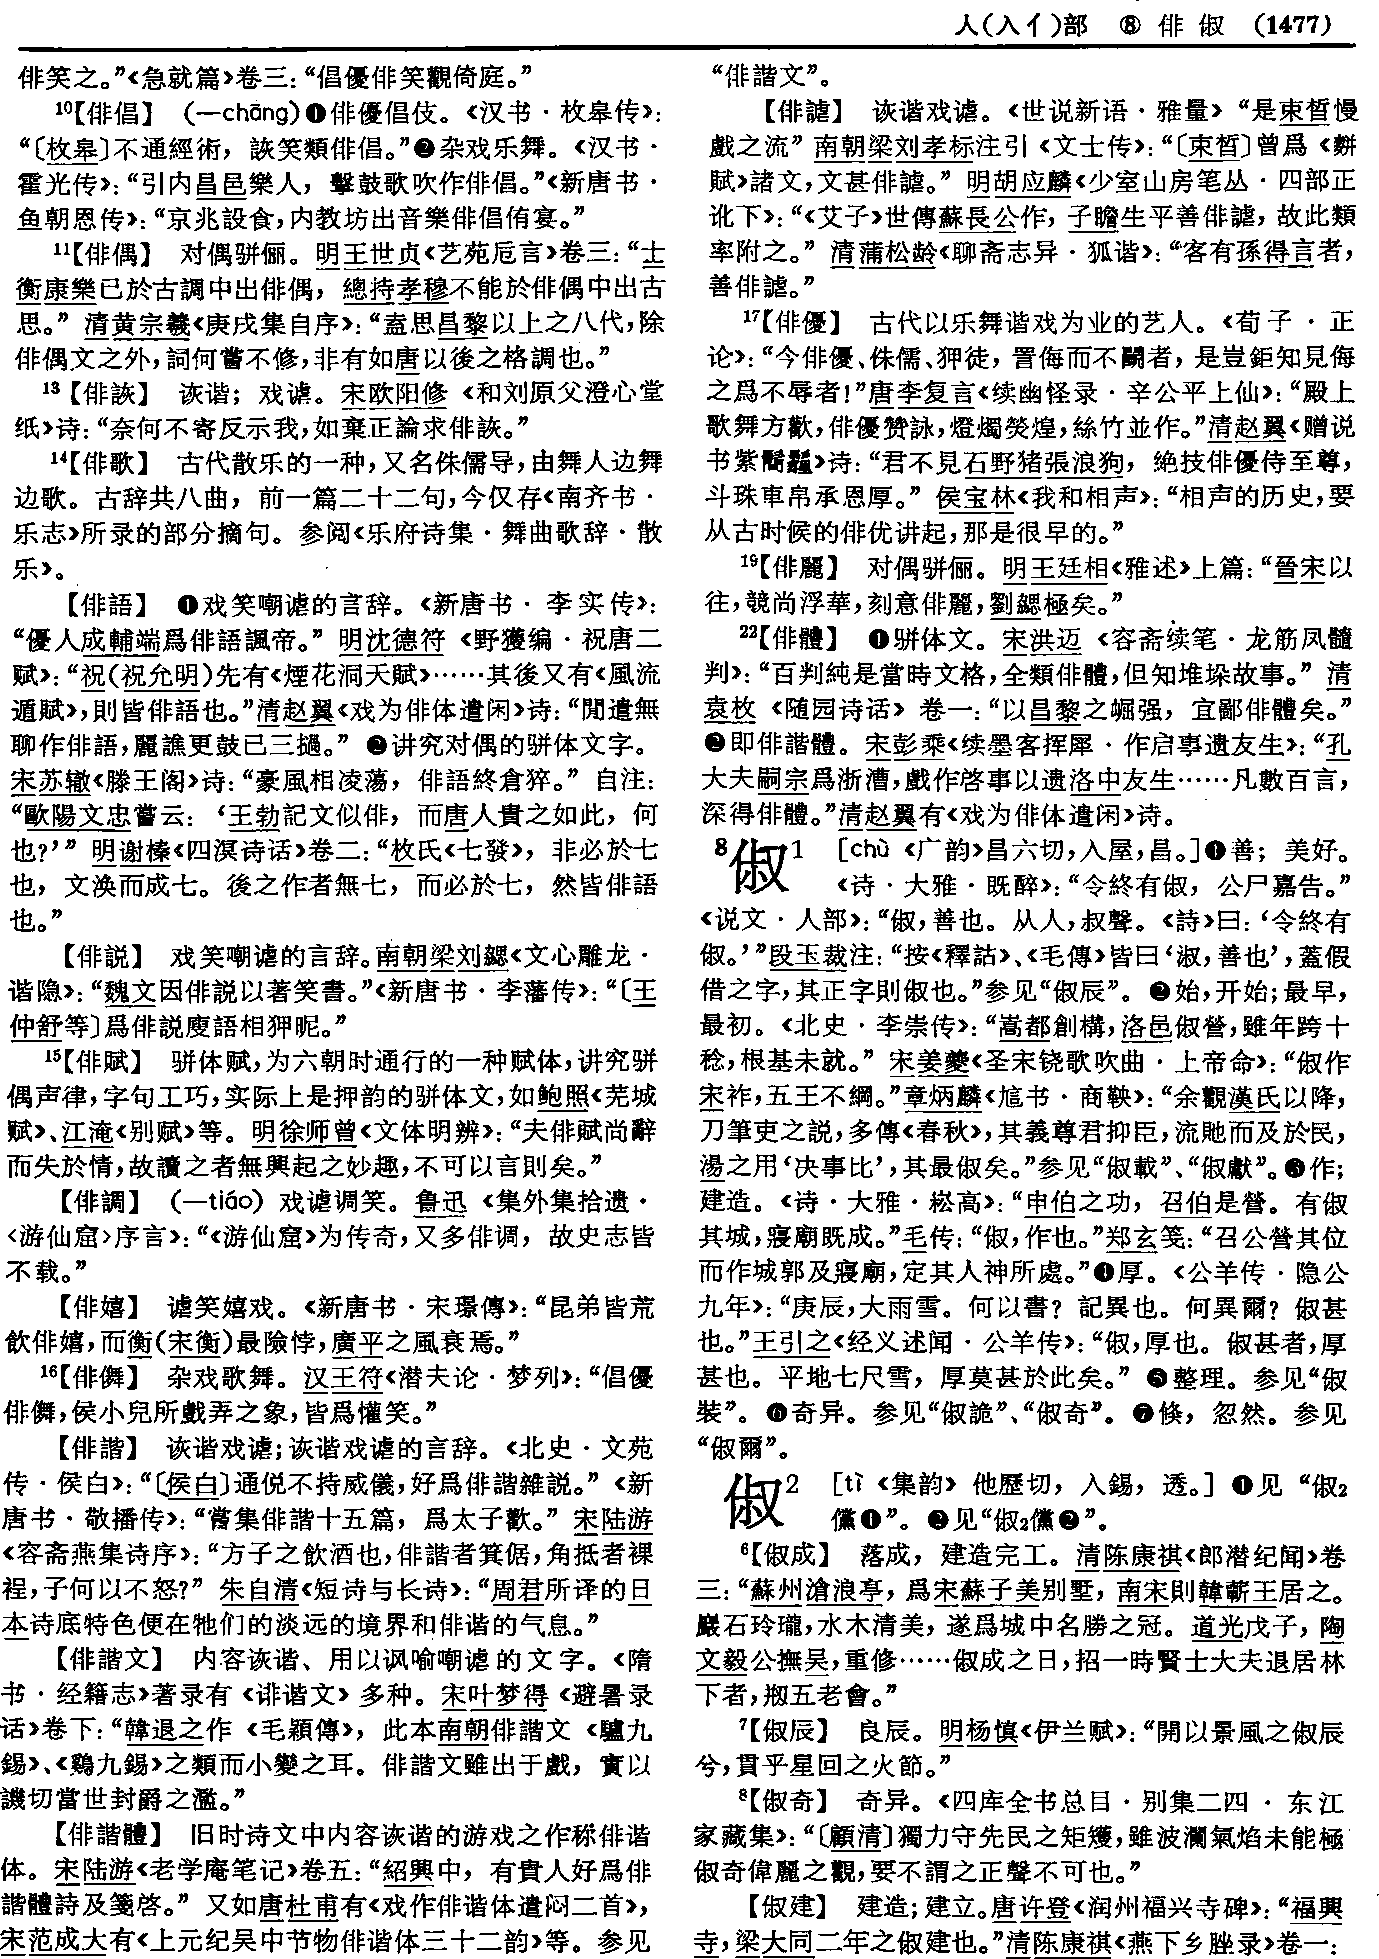 人(入亻)部　⑧ 俳 俶　(1477)
俳笑之。”《急就篇》卷三：“倡優俳笑觀倚庭。”
¹⁰【俳倡】　(—chāng)❶俳優倡伎。《汉书·枚皋传》：
“〔枚皋〕不通經術，詼笑類俳倡。”❷杂戏乐舞。《汉书·
霍光传》：“引内昌邑樂人，擊鼓歌吹作俳倡。”《新唐书·
鱼朝恩传》：“京兆設食，内教坊出音樂俳倡侑宴。”
¹¹【俳偶】　对偶骈俪。明王世贞《艺苑卮言》卷三：“士
衡康樂已於古調中出俳偶，總持孝穆不能於俳偶中出古
思。”清黄宗羲《庚戌集自序》：“蓋思昌黎以上之八代，除
俳偶文之外，詞何嘗不修，非有如唐以後之格調也。”
¹³【俳詼】　诙谐；戏谑。宋欧阳修《和刘原父澄心堂
纸》诗：“奈何不寄反示我，如棄正論求俳詼。”
¹⁴【俳歌】　古代散乐的一种，又名侏儒导，由舞人边舞
边歌。古辞共八曲，前一篇二十二句，今仅存《南齐书·
乐志》所录的部分摘句。参阅《乐府诗集·舞曲歌辞·散
乐》。
【俳語】　❶戏笑嘲谑的言辞。《新唐书·李实传》：
“優人成輔端爲俳語諷帝。”明沈德符《野獲编·祝唐二
赋》：“祝(祝允明)先有《煙花洞天賦》……其後又有《風流
遁賦》，則皆俳語也。”清赵翼《戏为俳体遣闲》诗：“閒遣無
聊作俳語，麗譙更鼓已三撾。”❷讲究对偶的骈体文字。
宋苏辙《滕王阁》诗：“豪風相凌蕩，俳語終倉猝。”自注：
“歐陽文忠嘗云：‘王勃記文似俳，而唐人貴之如此，何
也？’”明谢榛《四溟诗话》卷二：“枚氏《七發》，非必於七
也，文涣而成七。後之作者無七，而必於七，然皆俳語
也。”
【俳説】　戏笑嘲谑的言辞。南朝梁刘勰《文心雕龙·
谐隐》：“魏文因俳説以著笑書。”《新唐书·李藩传》：“〔王
仲舒等〕爲俳説廋語相狎昵。”
¹⁵【俳賦】　骈体赋，为六朝时通行的一种赋体，讲究骈
偶声律，字句工巧，实际上是押韵的骈体文，如鲍照《芜城
赋》、江淹《别赋》等。明徐师曾《文体明辨》：“夫俳賦尚辭
而失於情，故讀之者無興起之妙趣，不可以言則矣。”
【俳調】　(—tiáo) 戏谑调笑。鲁迅《集外集拾遗·
〈游仙窟〉序言》：“《游仙窟》为传奇，又多俳调，故史志皆
不载。”
【俳嬉】　谑笑嬉戏。《新唐书·宋璟傳》：“昆弟皆荒
飲俳嬉，而衡(宋衡)最險悖，廣平之風衰焉。”
¹⁶【俳儛】　杂戏歌舞。汉王符《潜夫论·梦列》：“倡優
俳儛，侯小兒所戲弄之象，皆爲懽笑。”
【俳諧】　诙谐戏谑；诙谐戏谑的言辞。《北史·文苑
传·侯白》：“〔侯白〕通侻不持威儀，好爲俳諧雜説。”《新
唐书·敬播传》：“嘗集俳諧十五篇，爲太子歡。”宋陆游
《容斋燕集诗序》：“方子之飲酒也，俳諧者箕倨，角抵者裸
裎，子何以不怒？”朱自清《短诗与长诗》：“周君所译的日
本诗底特色便在牠们的淡远的境界和俳谐的气息。”
【俳諧文】　内容诙谐、用以讽喻嘲谑的文字。《隋
书·经籍志》著录有《诽谐文》多种。宋叶梦得《避暑录
话》卷下：“韓退之作《毛穎傳》，此本南朝俳諧文《驢九
錫》、《鷄九錫》之類而小變之耳。俳諧文雖出于戲，實以
譏切當世封爵之濫。”
【俳諧體】　旧时诗文中内容诙谐的游戏之作称俳谐
体。宋陆游《老学庵笔记》卷五：“紹興中，有貴人好爲俳
諧體詩及箋啓。”又如唐杜甫有《戏作俳谐体遣闷二首》，
宋范成大有《上元纪吴中节物俳谐体三十二韵》等。参见
“俳諧文”。
【俳謔】　诙谐戏谑。《世说新语·雅量》“是束晳慢
戲之流”南朝梁刘孝标注引《文士传》：“〔束晳〕曾爲《麪
賦》諸文，文甚俳謔。”明胡应麟《少室山房笔丛·四部正
讹下》：“《艾子》世傳蘇長公作，子瞻生平善俳謔，故此類
率附之。”清蒲松龄《聊斋志异·狐谐》：“客有孫得言者，
善俳謔。”
¹⁷【俳優】　古代以乐舞谐戏为业的艺人。《荀子·正
论》：“今俳優、侏儒、狎徒，詈侮而不鬭者，是豈鉅知見侮
之爲不辱者！”唐李复言《续幽怪录·辛公平上仙》：“殿上
歌舞方歡，俳優赞詠，燈燭熒煌，絲竹並作。”清赵翼《赠说
书紫髯》诗：“君不見石野猪張浪狗，絶技俳優侍至尊，
斗珠車帛承恩厚。”侯宝林《我和相声》：“相声的历史，要
从古时候的俳优讲起，那是很早的。”
¹⁹【俳麗】　对偶骈俪。明王廷相《雅述》上篇：“晉宋以
往，競尚浮華，刻意俳麗，劉勰極矣。”
²²【俳體】　❶骈体文。宋洪迈《容斋续笔·龙筋凤髓
判》：“百判純是當時文格，全類俳體，但知堆垛故事。”清
袁枚《随园诗话》卷一：“以昌黎之崛强，宜鄙俳體矣。”
❷即俳諧體。宋彭乘《续墨客挥犀·作启事遗友生》：“孔
大夫嗣宗爲浙漕，戲作啓事以遗洛中友生……凡數百言，
深得俳體。”清赵翼有《戏为俳体遣闲》诗。
⁸俶¹　[chù《广韵》昌六切，入屋，昌。]❶善；美好。
《诗·大雅·既醉》：“令終有俶，公尸嘉告。”
《说文·人部》：“俶，善也。从人，叔聲。《詩》曰：‘令終有
俶。’”段玉裁注：“按《釋詁》、《毛傳》皆曰‘淑，善也’，蓋假
借之字，其正字則俶也。”参见“俶辰”。❷始，开始；最早，
最初。《北史·李崇传》：“嵩都創構，洛邑俶營，雖年跨十
稔，根基未就。”宋姜夔《圣宋铙歌吹曲·上帝命》：“俶作
宋祚，五王不綱。”章炳麟《訄书·商鞅》：“余觀漢氏以降，
刀筆吏之説，多傅《春秋》，其義尊君抑臣，流貤而及於民，
湯之用‘决事比’，其最俶矣。”参见“俶載”、“俶獻”。❸作；
建造。《诗·大雅·崧高》：“申伯之功，召伯是營。有俶
其城，寢廟既成。”毛传：“俶，作也。”郑玄笺：“召公營其位
而作城郭及寢廟，定其人神所處。”❹厚。《公羊传·隐公
九年》：“庚辰，大雨雪。何以書？記異也。何異爾？俶甚
也。”王引之《经义述闻·公羊传》：“俶，厚也。俶甚者，厚
甚也。平地七尺雪，厚莫甚於此矣。”❺整理。参见“俶
裝”。❻奇异。参见“俶詭”、“俶奇”。❼倏，忽然。参见
“俶爾”。
俶²　[tì《集韵》他歷切，入錫，透。]❶见“俶₂
儻❶”。❷见“俶₂儻❷”。
⁶【俶成】　落成，建造完工。清陈康祺《郎潜纪闻》卷
三：“蘇州滄浪亭，爲宋蘇子美别墅，南宋則韓蘄王居之。
巖石玲瓏，水木清美，遂爲城中名勝之冠。道光戊子，陶
文毅公撫吴，重修……俶成之日，招一時賢士大夫退居林
下者，剏五老會。”
⁷【俶辰】　良辰。明杨慎《伊兰赋》：“開以景風之俶辰
兮，貫乎星回之火節。”
⁸【俶奇】　奇异。《四库全书总目·别集二四·东江
家藏集》：“〔顧清〕獨力守先民之矩矱，雖波瀾氣焰未能極
俶奇偉麗之觀，要不謂之正聲不可也。”
【俶建】　建造；建立。唐许登《润州福兴寺碑》：“福興
寺，梁大同二年之俶建也。”清陈康祺《燕下乡脞录》卷一：